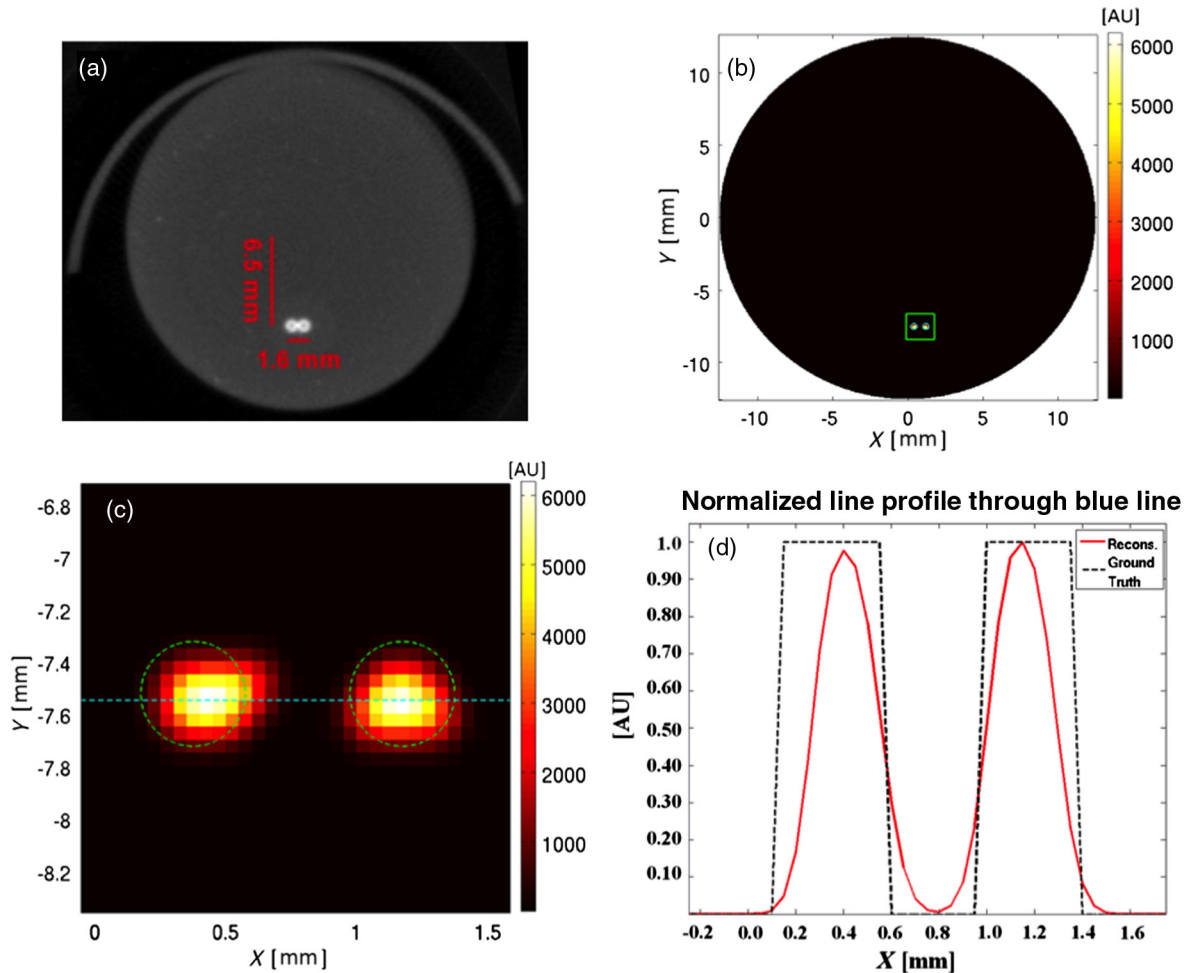 (a)
6.5 mm
1.6 mm
[AU]
(b)
6000
5000
4000
3000
2000
1000
10
5
0
-5
-10
Y [mm]
-10 -5 0 5 10
X [mm]
[AU]
(c)
6000
5000
4000
3000
2000
1000
-6.8
-7
-7.2
-7.4
-7.6
-7.8
-8
-8.2
Y [mm]
0 0.5 1 1.5
X [mm]
Normalized line profile through blue line
(d)
Recons.
Ground
Truth
1.0
0.90
0.80
0.70
0.60
0.50
0.40
0.30
0.20
0.10
[AU]
-0.2 0.0 0.2 0.4 0.6 0.8 1.0 1.2 1.4 1.6
X [mm]